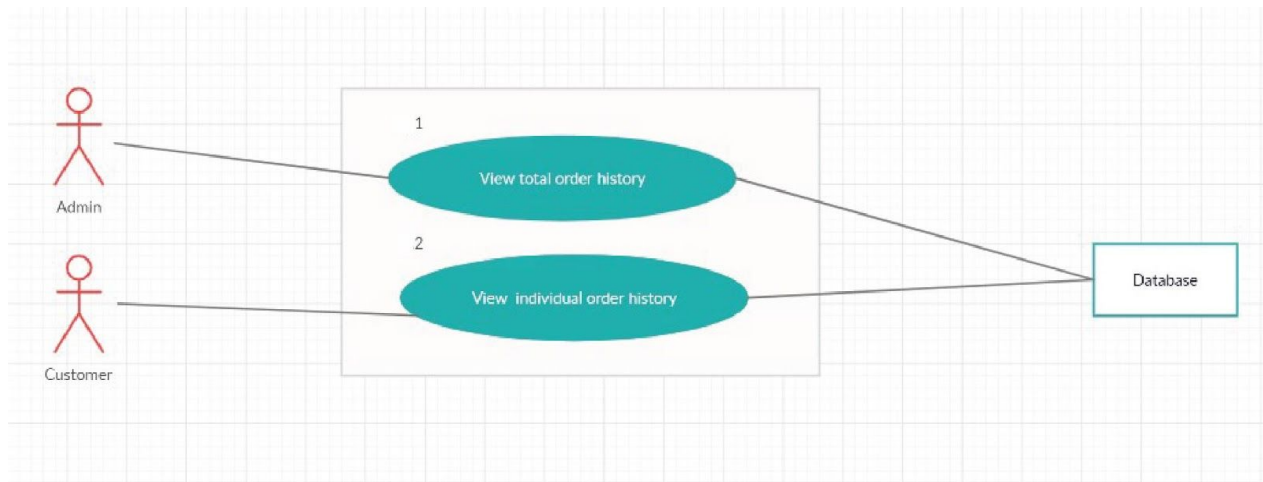 1
View total order history
Admin
2
Database
View  individual order history
Customer